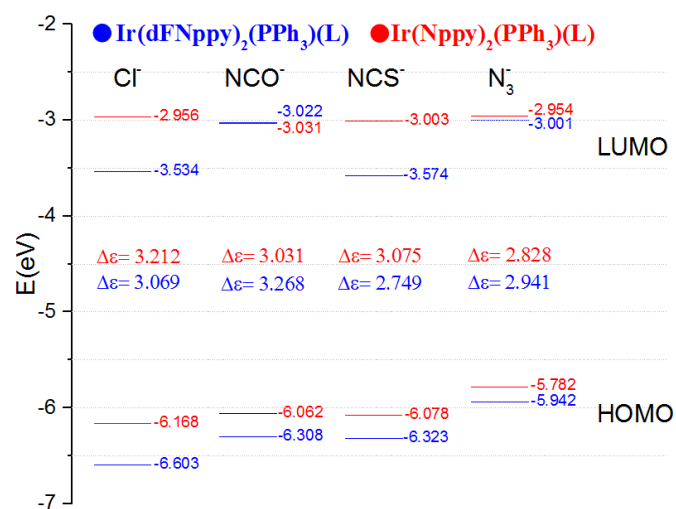 Ir(dFNppy)₂(PPh₃)(L) Ir(Nppy)₂(PPh₃)(L)
Cl⁻ NCO⁻ NCS⁻ N₃⁻
-2
-3
-4
-5
-6
-7
E(eV)
-2.956 -3.022 -3.003 -2.954
-3.031 -3.001
-3.534 -3.574
LUMO
Δε= 3.212 Δε= 3.031 Δε= 3.075 Δε= 2.828
Δε= 3.069 Δε= 3.268 Δε= 2.749 Δε= 2.941
-5.782
-6.168 -6.062 -6.078 -5.942
-6.603 -6.308 -6.323
HOMO